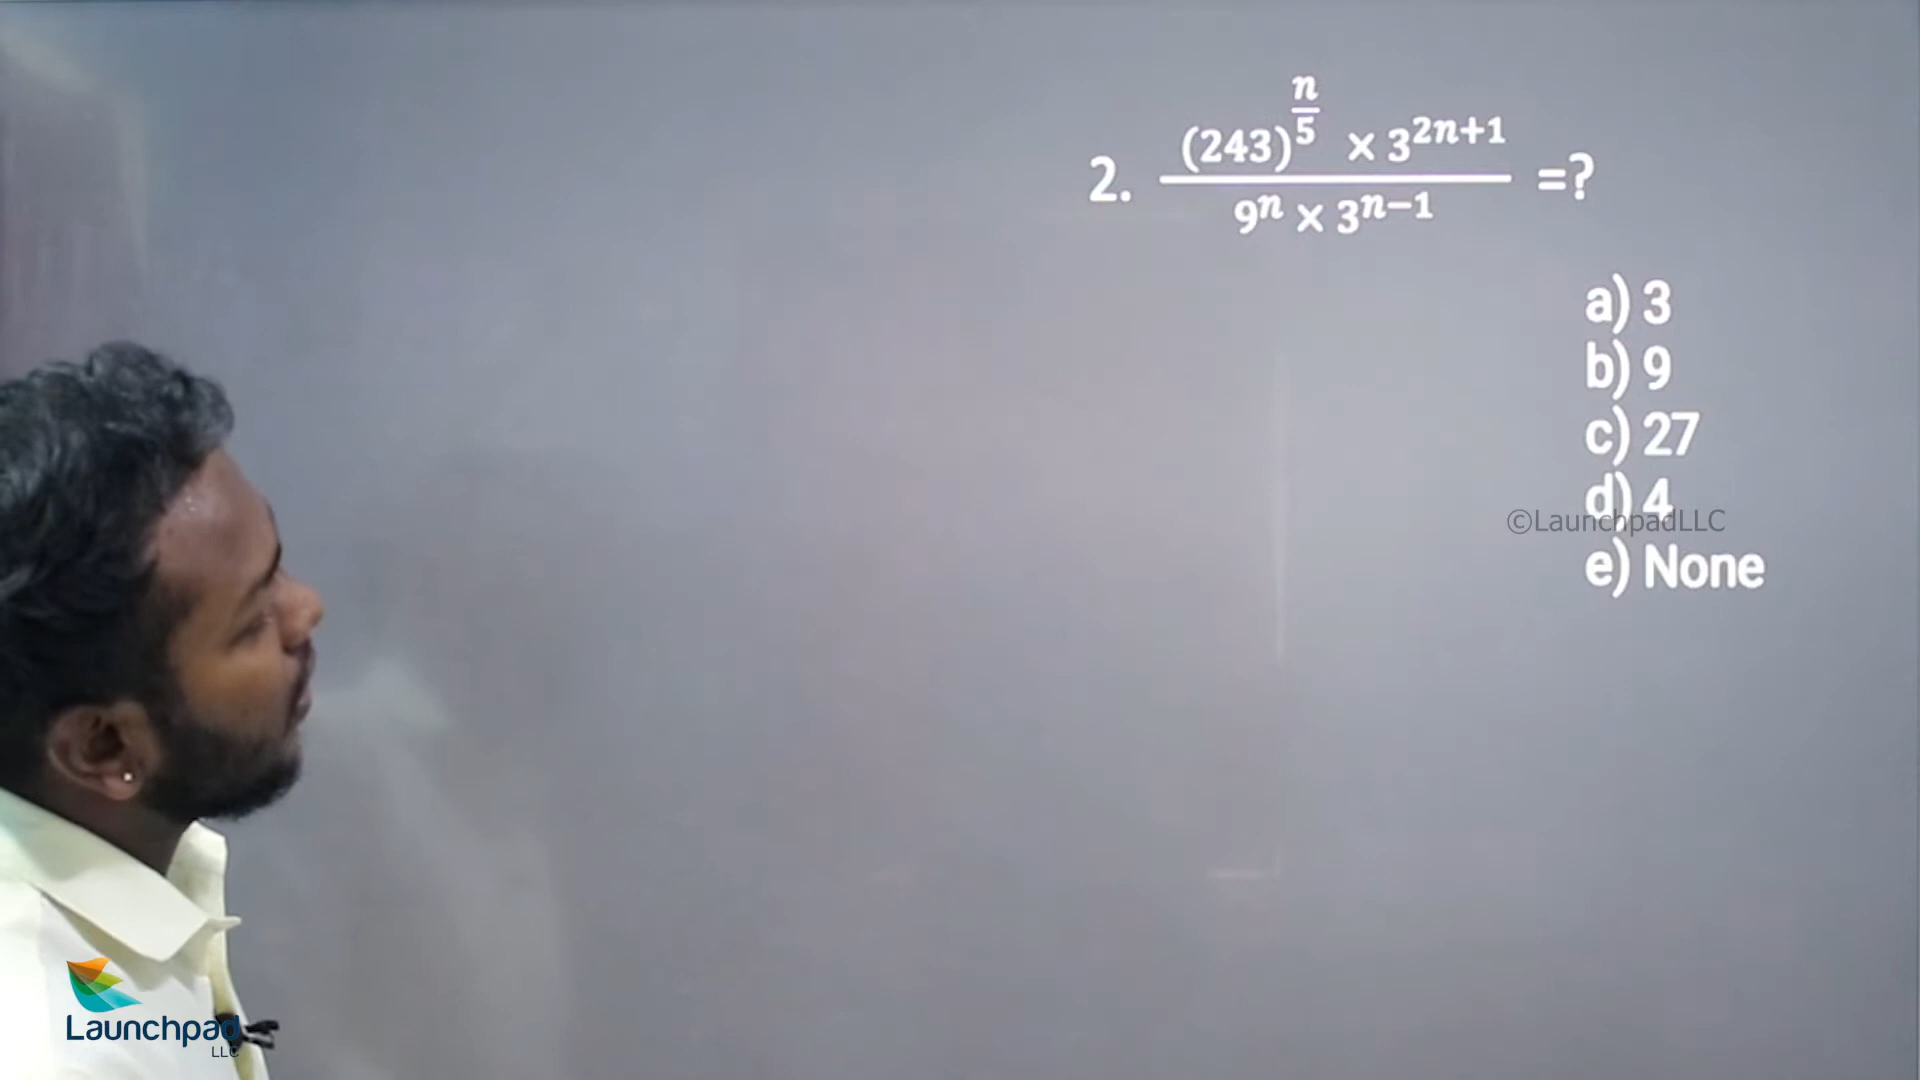 2. (243)^{n/5} × 3^{2n+1} / 9^n × 3^{n−1} =?
a) 3
b) 9
c) 27
d) 4
©LaunchpadLLC
e) None
Launchpad
LLC